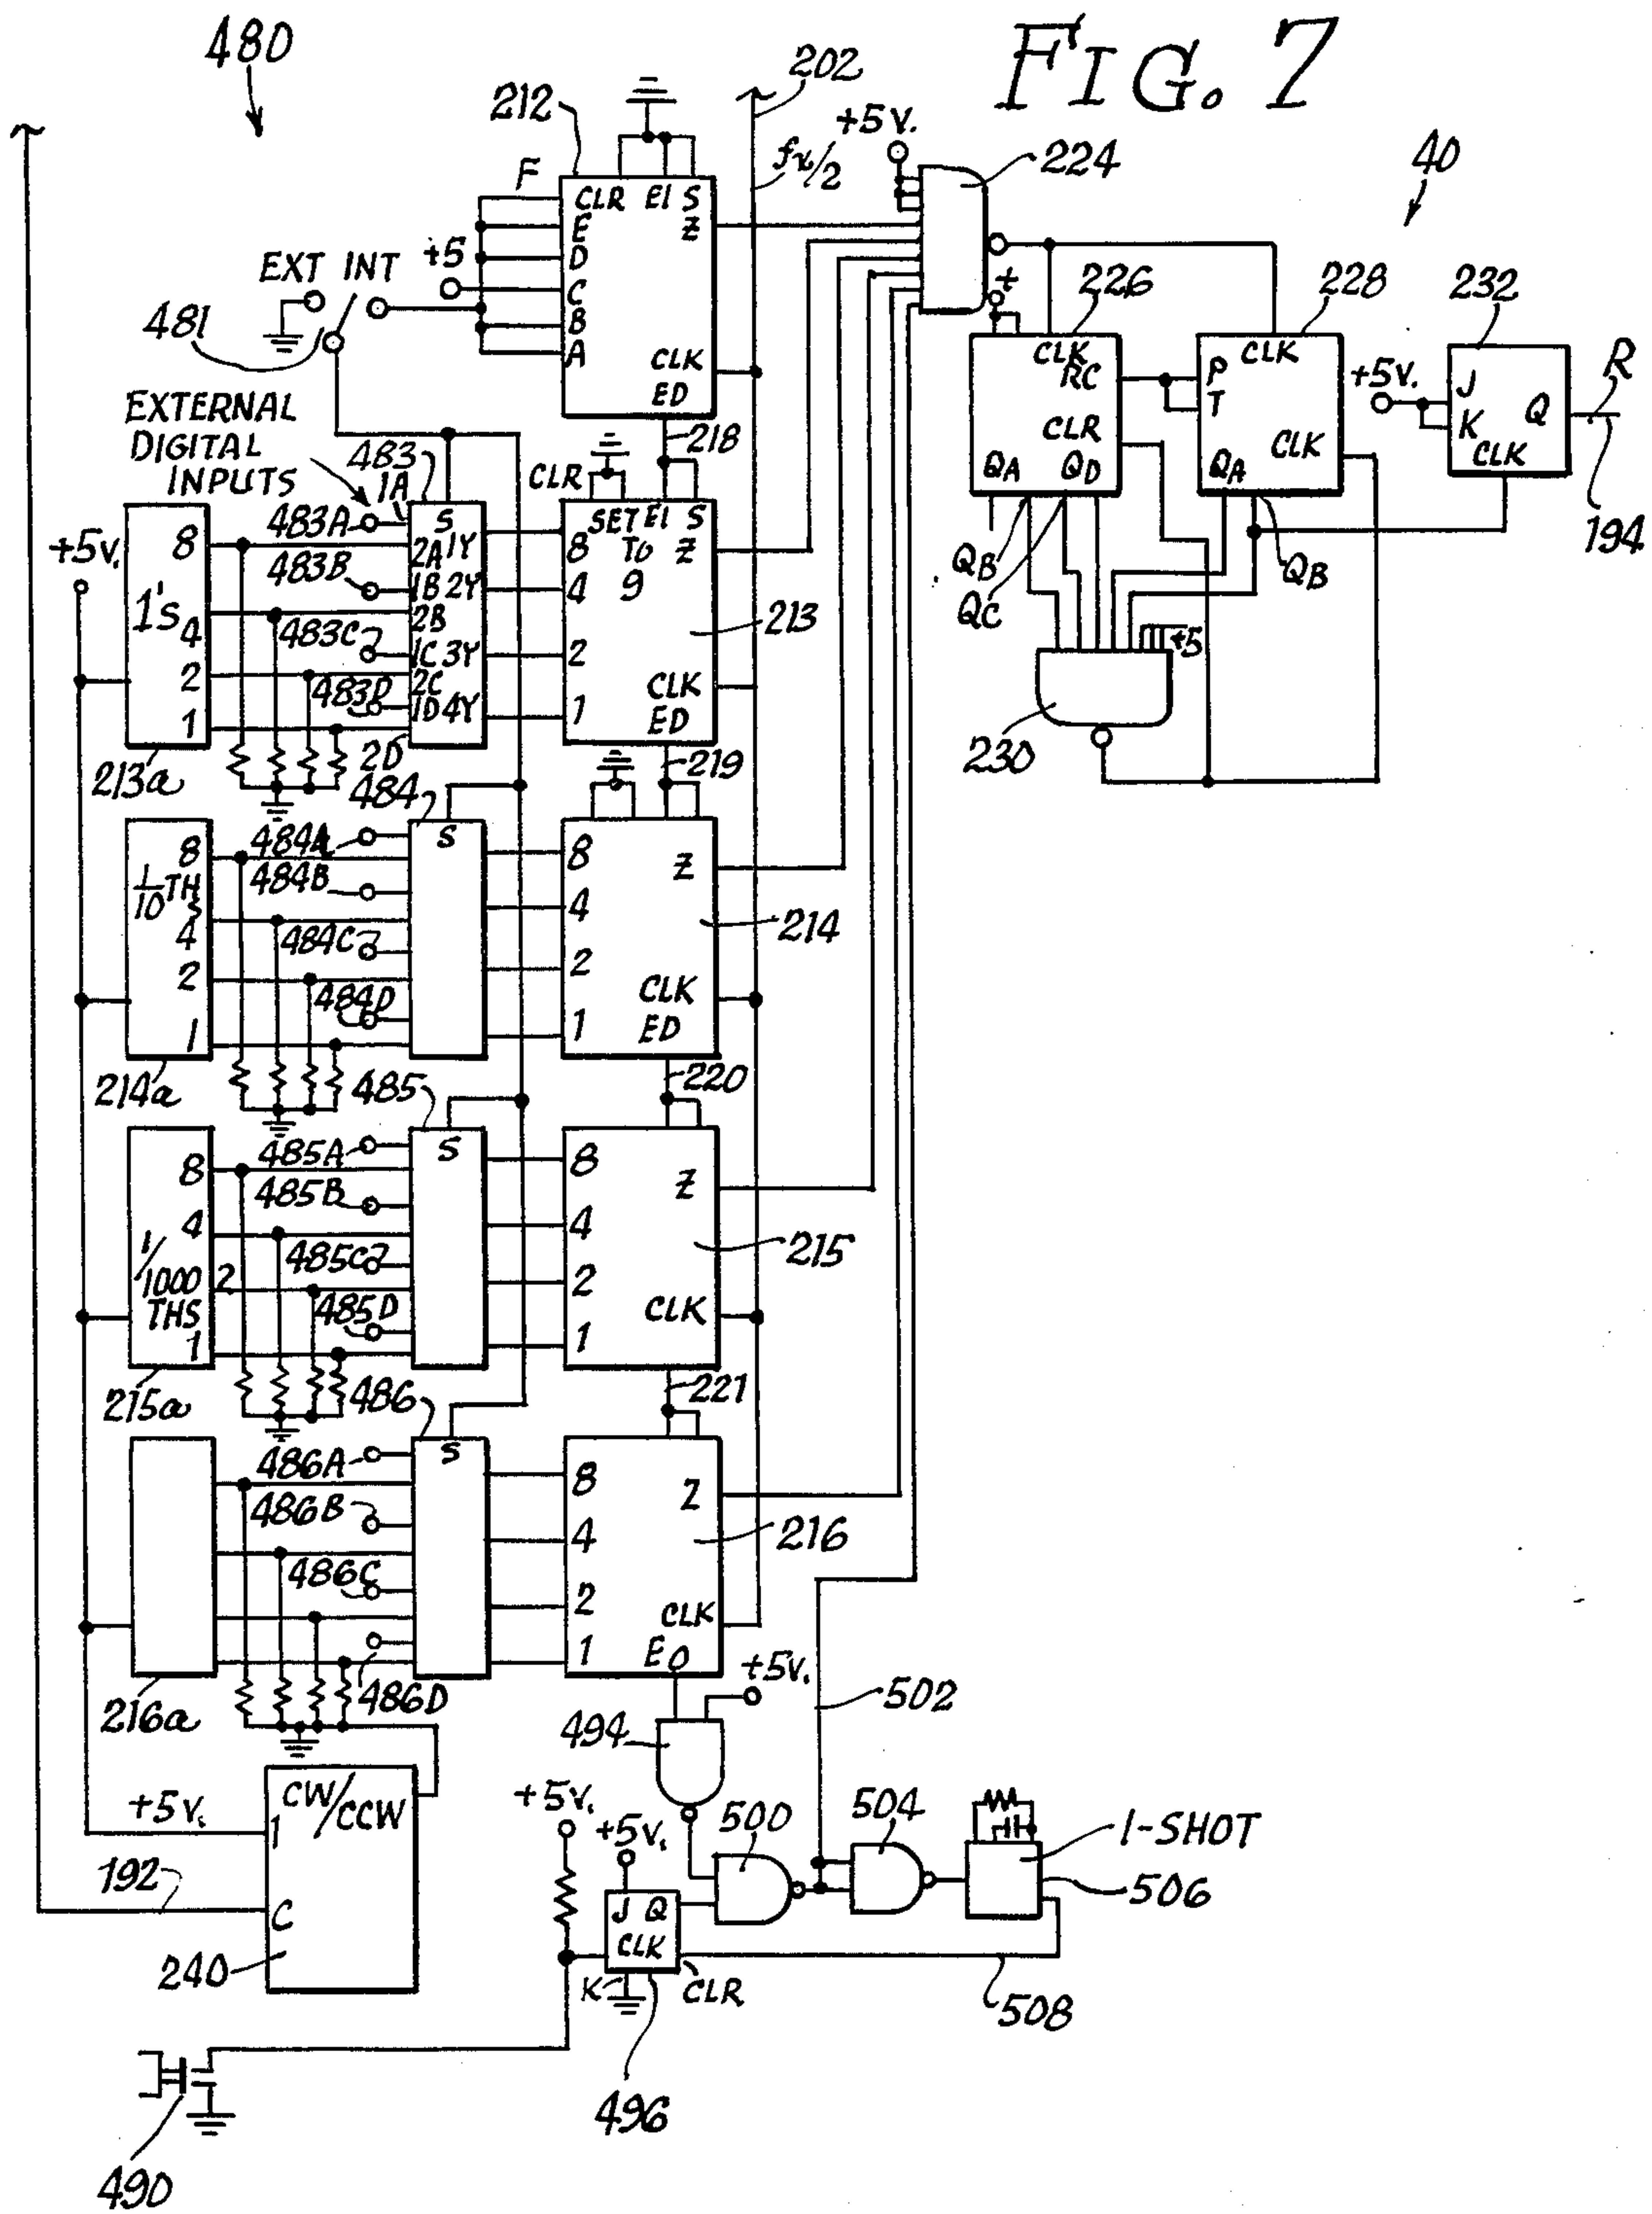 480
FIG. 7
202
212
+5 v.
224
40
fx/2
F
CLR EI S
E
Z
D
C
B
A
CLK
ED
+5
EXT INT
481
+
226
228
232
CLK
RC
CLR
QA QD
CLK
P
T
CLK
QA
+5v.
J
K
Q
CLK
R
194
QB
QC
QB
+5
230
EXTERNAL
DIGITAL
INPUTS
218
CLR
483
1A
+5v.
1's
8
4
2
1
213a
483A
483B
483C
483D
S
2A 1Y
1B 2Y
2B
1C 3Y
2C
1D 4Y
2D
SET EI S
TO
9
8
4
2
1
Z
CLK
ED
213
219
484
1/10 THS
8
4
2
1
214a
484A
484B
484C
484D
S
8
4
2
1
Z
CLK
ED
214
220
485
1/1000
THS
8
4
2
1
215a
485A
485B
485C
485D
S
8
4
2
1
Z
CLK
215
221
486
216a
486A
486B
486C
486D
S
8
4
2
1
Z
CLK
EO
216
+5v.
494
502
+5v.
CW/CCW
1
C
192
240
+5v.
+5v.
500
504
1-SHOT
506
J Q
CLK
K
CLR
508
496
490